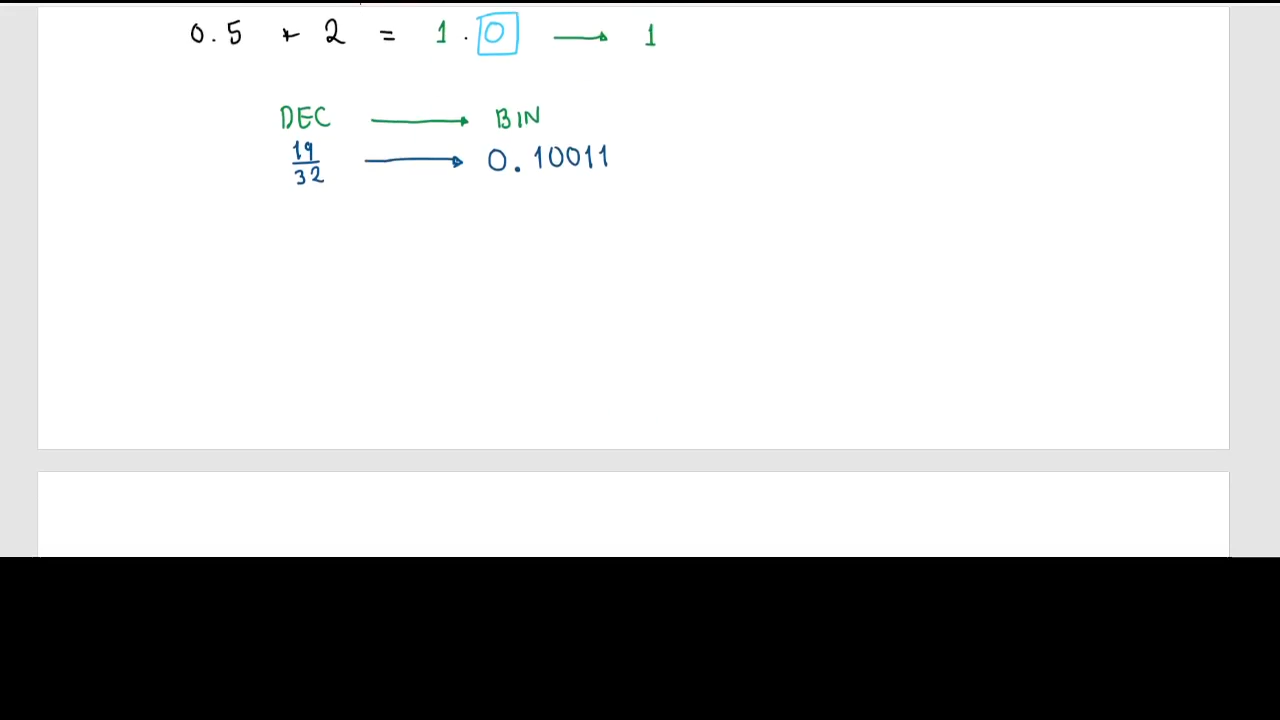 0.5 * 2 = 1.0 → 1
DEC → BIN
19/32 → 0.10011